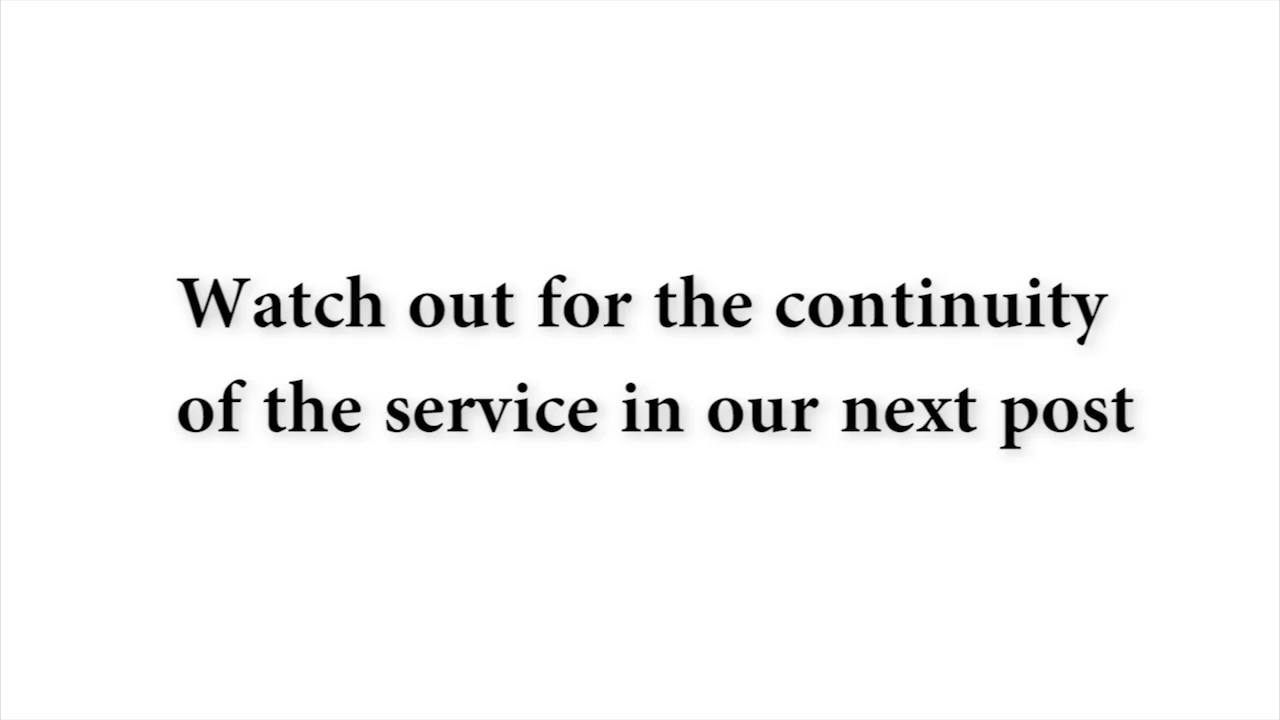 Watch out for the continuity
of the service in our next post